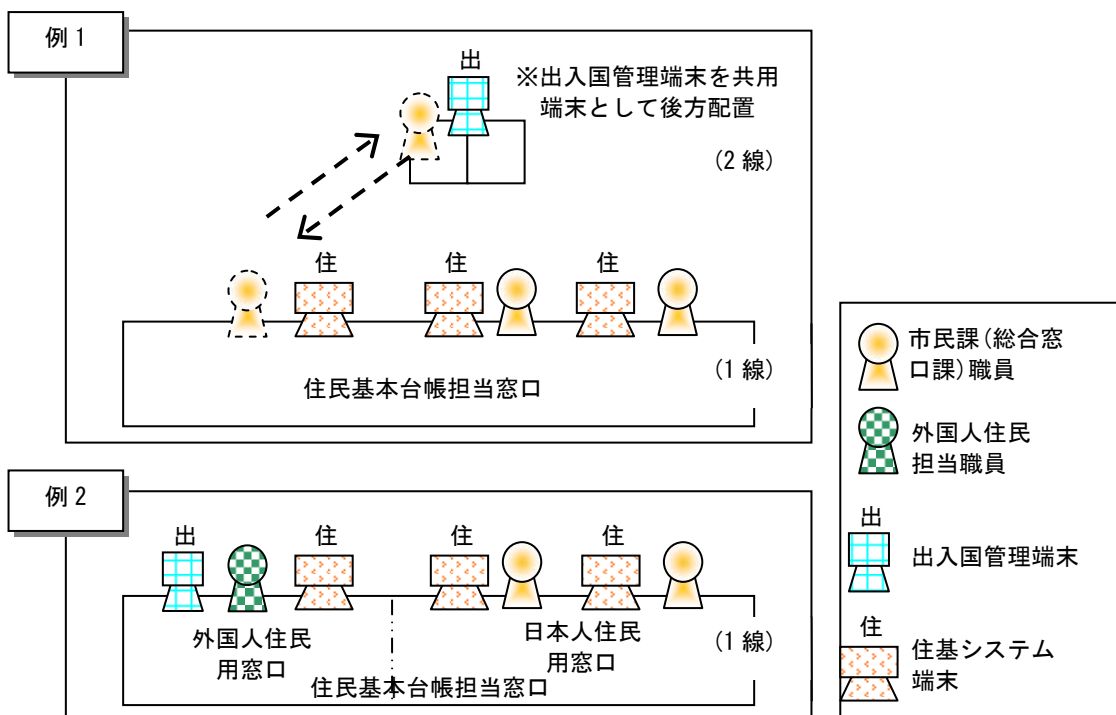 例1
出
※出入国管理端末を共用
端末として後方配置
(2線)
住
住
住
(1線)
住民基本台帳担当窓口
例2
出
住
住
住
外国人住民
用窓口
日本人住民
用窓口
(1線)
住民基本台帳担当窓口
市民課(総合窓
口課)職員
外国人住民
担当職員
出
出入国管理端末
住
住基システム
端末